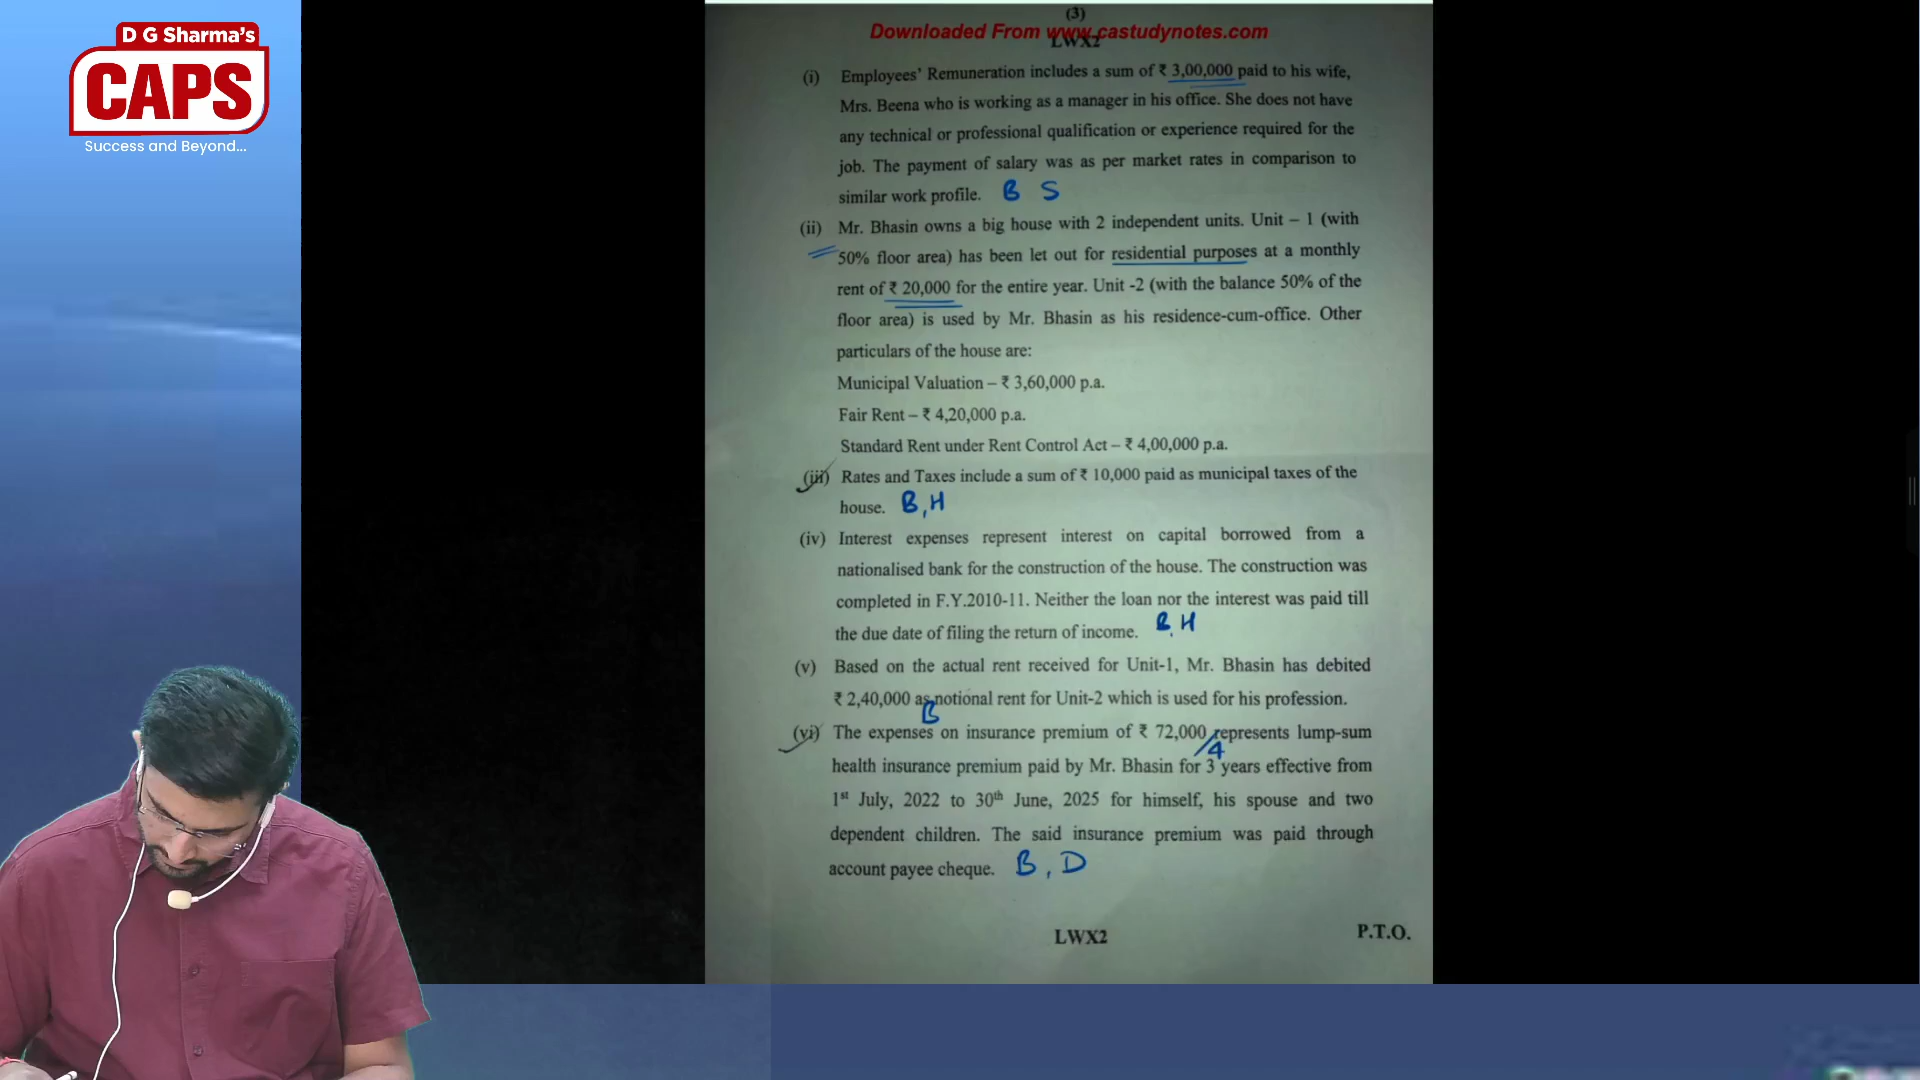 D G Sharma's
CAPS
Success and Beyond...
(3)
Downloaded From www.castudynotes.com
LWX2
(i) Employees' Remuneration includes a sum of ₹ 3,00,000 paid to his wife,
Mrs. Beena who is working as a manager in his office. She does not have
any technical or professional qualification or experience required for the
job. The payment of salary was as per market rates in comparison to
similar work profile. B S
(ii) Mr. Bhasin owns a big house with 2 independent units. Unit – 1 (with
50% floor area) has been let out for residential purposes at a monthly
rent of ₹ 20,000 for the entire year. Unit -2 (with the balance 50% of the
floor area) is used by Mr. Bhasin as his residence-cum-office. Other
particulars of the house are:
Municipal Valuation – ₹ 3,60,000 p.a.
Fair Rent – ₹ 4,20,000 p.a.
Standard Rent under Rent Control Act – ₹ 4,00,000 p.a.
(iii) Rates and Taxes include a sum of ₹ 10,000 paid as municipal taxes of the
house. B, H
(iv) Interest expenses represent interest on capital borrowed from a
nationalised bank for the construction of the house. The construction was
completed in F.Y.2010-11. Neither the loan nor the interest was paid till
the due date of filing the return of income. B, H
(v) Based on the actual rent received for Unit-1, Mr. Bhasin has debited
₹ 2,40,000 as notional rent for Unit-2 which is used for his profession.
B
(vi) The expenses on insurance premium of ₹ 72,000 represents lump-sum
/4
health insurance premium paid by Mr. Bhasin for 3 years effective from
1st July, 2022 to 30th June, 2025 for himself, his spouse and two
dependent children. The said insurance premium was paid through
account payee cheque. B, D
LWX2
P.T.O.